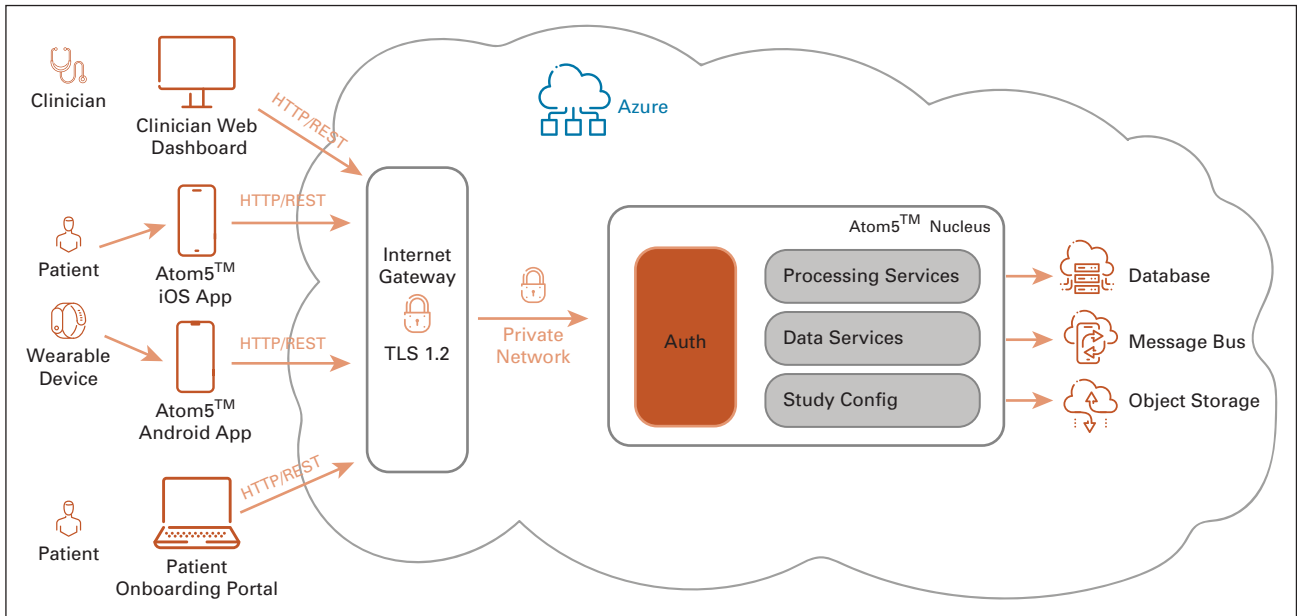 Clinician
Clinician Web
Dashboard
HTTP/REST
Azure
Patient
Atom5TM
iOS App
HTTP/REST
Wearable
Device
Atom5TM
Android App
HTTP/REST
Patient
Patient
Onboarding Portal
HTTP/REST
Internet
Gateway
TLS 1.2
Private
Network
Atom5TM Nucleus
Auth
Processing Services
Data Services
Study Config
Database
Message Bus
Object Storage